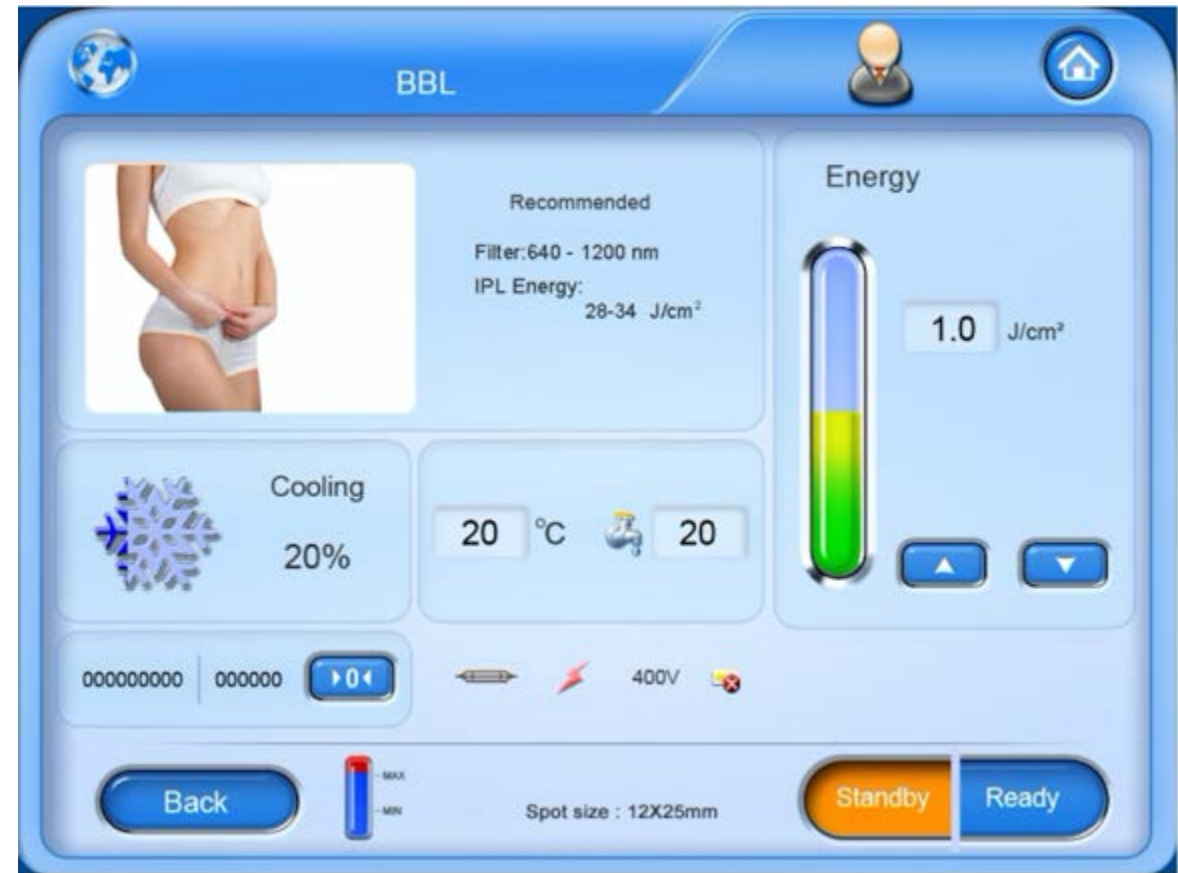 BBL
Recommended
Filter:640 - 1200 nm
IPL Energy:
28-34 J/cm²
Energy
1.0 J/cm²
Cooling
20%
20 °C 20
000000000 000000 0
400V
MAX
MIN
Back
Spot size : 12X25mm
Standby Ready